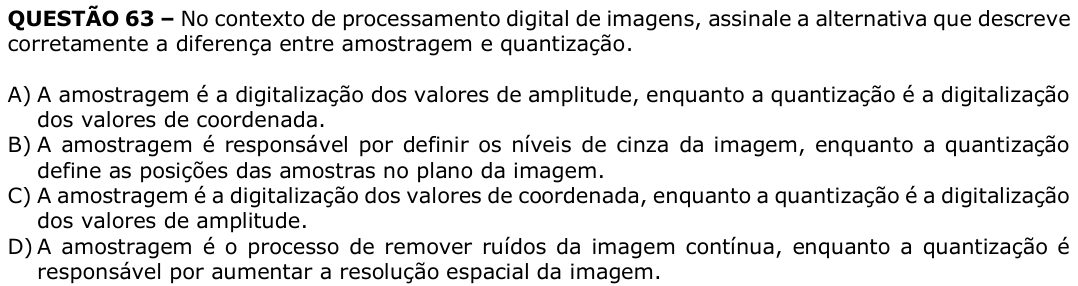 QUESTÃO 63 – No contexto de processamento digital de imagens, assinale a alternativa que descreve
corretamente a diferença entre amostragem e quantização.
A) A amostragem é a digitalização dos valores de amplitude, enquanto a quantização é a digitalização
dos valores de coordenada.
B) A amostragem é responsável por definir os níveis de cinza da imagem, enquanto a quantização
define as posições das amostras no plano da imagem.
C) A amostragem é a digitalização dos valores de coordenada, enquanto a quantização é a digitalização
dos valores de amplitude.
D) A amostragem é o processo de remover ruídos da imagem contínua, enquanto a quantização é
responsável por aumentar a resolução espacial da imagem.